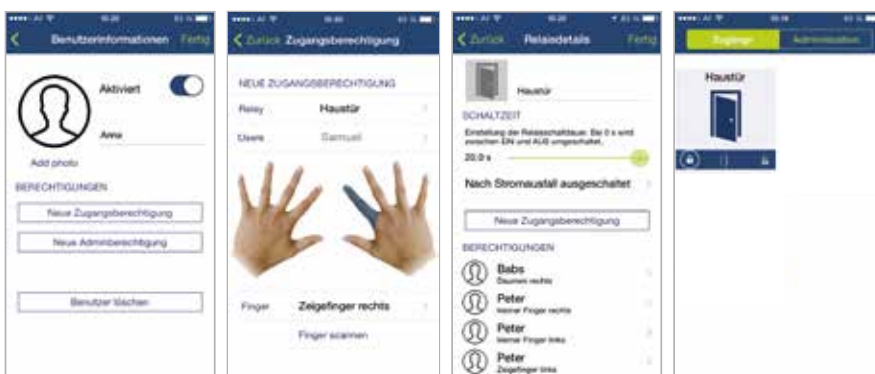 Benutzerinformationen Fertig
Aktiviert
Anna
Add photo
BERECHTIGUNGEN
Neue Zugangsberechtigung
Neue Adminberechtigung
Benutzer löschen
Zurück Zugangsberechtigung
NEUE ZUGANGSBERECHTIGUNG
Relay Haustür
Users Samuel
Finger Zeigefinger rechts
Finger scannen
Zurück Relaisdetails Fertig
Haustür
SCHALTZEIT
Einstellung der Relaisschaltdauer. Bei 0 s wird
zwischen EIN und AUS umgeschaltet.
20.0 s
Nach Stromausfall ausgeschaltet
Neue Zugangsberechtigung
BERECHTIGUNGEN
Babs
Daumen rechts
Peter
kleiner Finger rechts
Peter
kleiner Finger links
Peter
Zeigefinger links
Zugänge Administration
Haustür